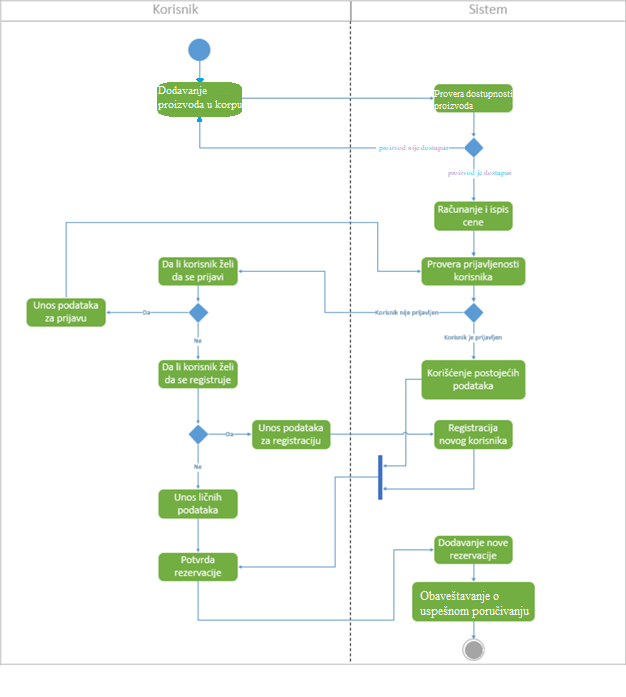 Korisnik
Sistem
Dodavanje
proizvoda u korpu
Provera dostupnosti
proizvoda
proizvod nije dostupan
proizvod je dostupan
Računanje i ispis
cene
Da li korisnik želi
da se prijavi
Provera prijavljenosti
korisnika
Unos podataka
za prijavu
Da
Korisnik nije prijavljen
Ne
Korisnik je prijavljen
Da li korisnik želi
da se registruje
Korišćenje postojećih
podataka
Da
Unos podataka
za registraciju
Registracija
novog korisnika
Ne
Unos ličnih
podataka
Potvrda
rezervacije
Dodavanje nove
rezervacije
Obaveštavanje o
uspešnom poručivanju